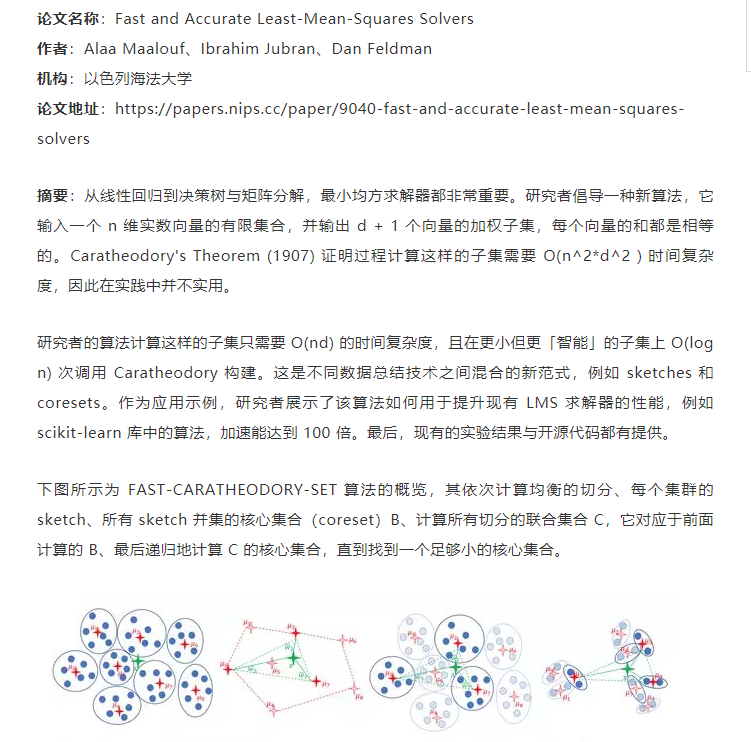 论文名称：Fast and Accurate Least-Mean-Squares Solvers
作者：Alaa Maalouf、Ibrahim Jubran、Dan Feldman
机构：以色列海法大学
论文地址：https://papers.nips.cc/paper/9040-fast-and-accurate-least-mean-squares-
solvers
摘要：从线性回归到决策树与矩阵分解，最小均方求解器都非常重要。研究者倡导一种新算法，它
输入一个 n 维实数向量的有限集合，并输出 d + 1 个向量的加权子集，每个向量的和都是相等
的。Caratheodory's Theorem (1907) 证明过程计算这样的子集需要 O(n^2*d^2 ) 时间复杂
度，因此在实践中并不实用。
研究者的算法计算这样的子集只需要 O(nd) 的时间复杂度，且在更小但更「智能」的子集上 O(log
n) 次调用 Caratheodory 构建。这是不同数据总结技术之间混合的新范式，例如 sketches 和
coresets。作为应用示例，研究者展示了该算法如何用于提升现有 LMS 求解器的性能，例如
scikit-learn 库中的算法，加速能达到 100 倍。最后，现有的实验结果与开源代码都有提供。
下图所示为 FAST-CARATHEODORY-SET 算法的概览，其依次计算均衡的切分、每个集群的
sketch、所有 sketch 并集的核心集合（coreset）B、计算所有切分的联合集合 C，它对应于前面
计算的 B、最后递归地计算 C 的核心集合，直到找到一个足够小的核心集合。